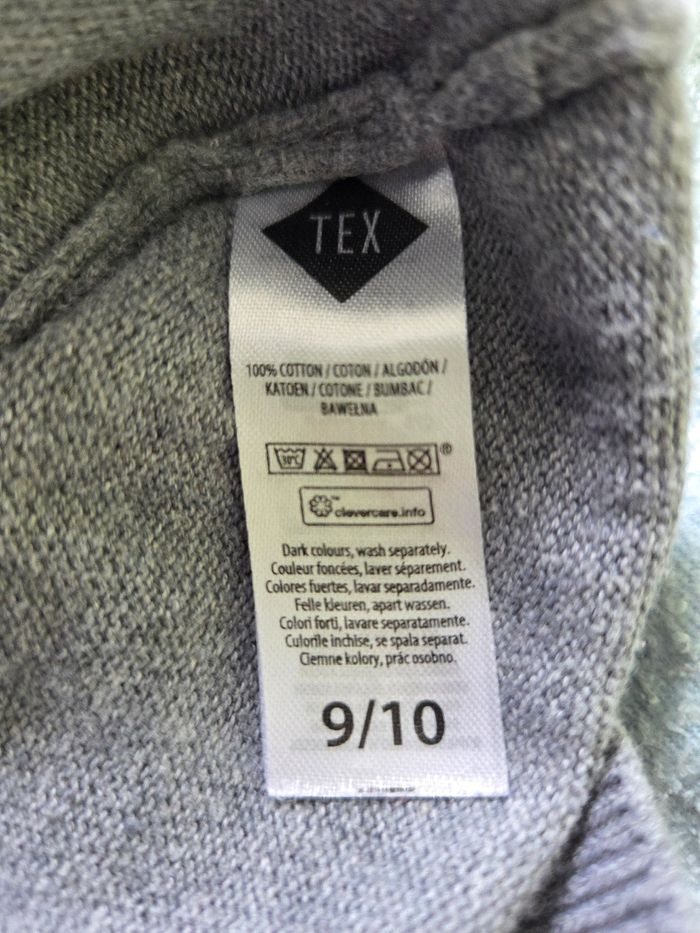 TEX
100% COTTON / COTON / ALGODÓN /
KATOEN / COTONE / BUMBAC /
BAWEŁNA
30°C ®
™ clevercare.info
Dark colours, wash separately.
Couleur foncées, laver séparement.
Colores fuertes, lavar separadamente.
Felle kleuren, apart wassen.
Colori forti, lavare separatamente.
Culorile inchise, se spala separat.
Ciemne kolory, prác osobno.
9/10